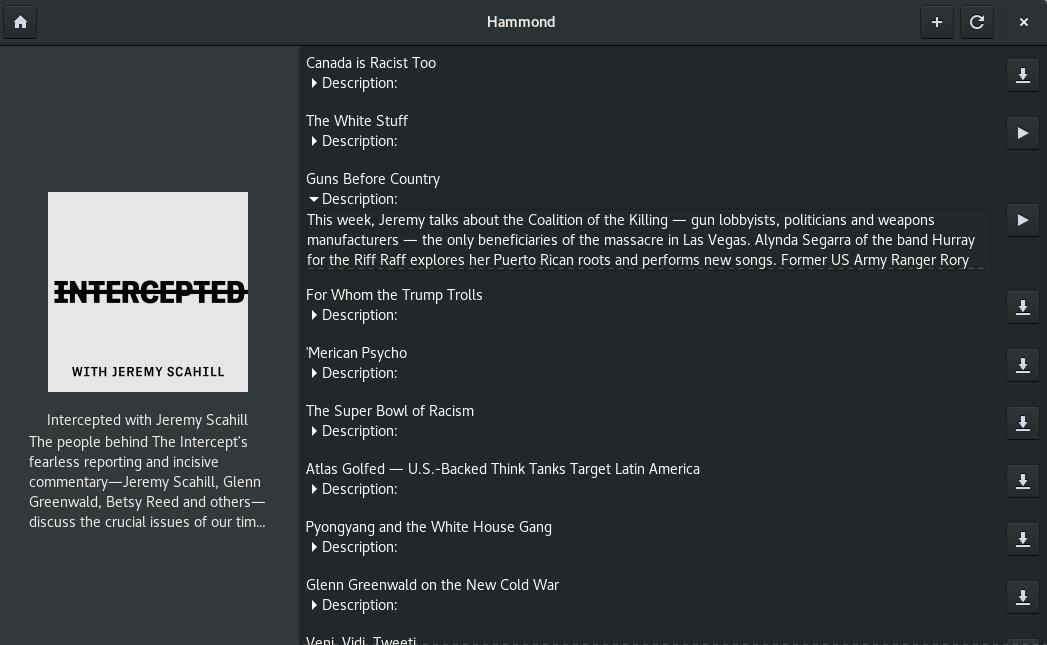 Hammond
INTERCEPTED
WITH JEREMY SCAHILL
Intercepted with Jeremy Scahill
The people behind The Intercept’s
fearless reporting and incisive
commentary—Jeremy Scahill, Glenn
Greenwald, Betsy Reed and others—
discuss the crucial issues of our tim...
Canada is Racist Too
Description:
The White Stuff
Description:
Guns Before Country
Description:
This week, Jeremy talks about the Coalition of the Killing — gun lobbyists, politicians and weapons
manufacturers — the only beneficiaries of the massacre in Las Vegas. Alynda Segarra of the band Hurray
for the Riff Raff explores her Puerto Rican roots and performs new songs. Former US Army Ranger Rory
For Whom the Trump Trolls
Description:
'Merican Psycho
Description:
The Super Bowl of Racism
Description:
Atlas Golfed — U.S.-Backed Think Tanks Target Latin America
Description:
Pyongyang and the White House Gang
Description:
Glenn Greenwald on the New Cold War
Description:
Veni, Vidi, Tweeti